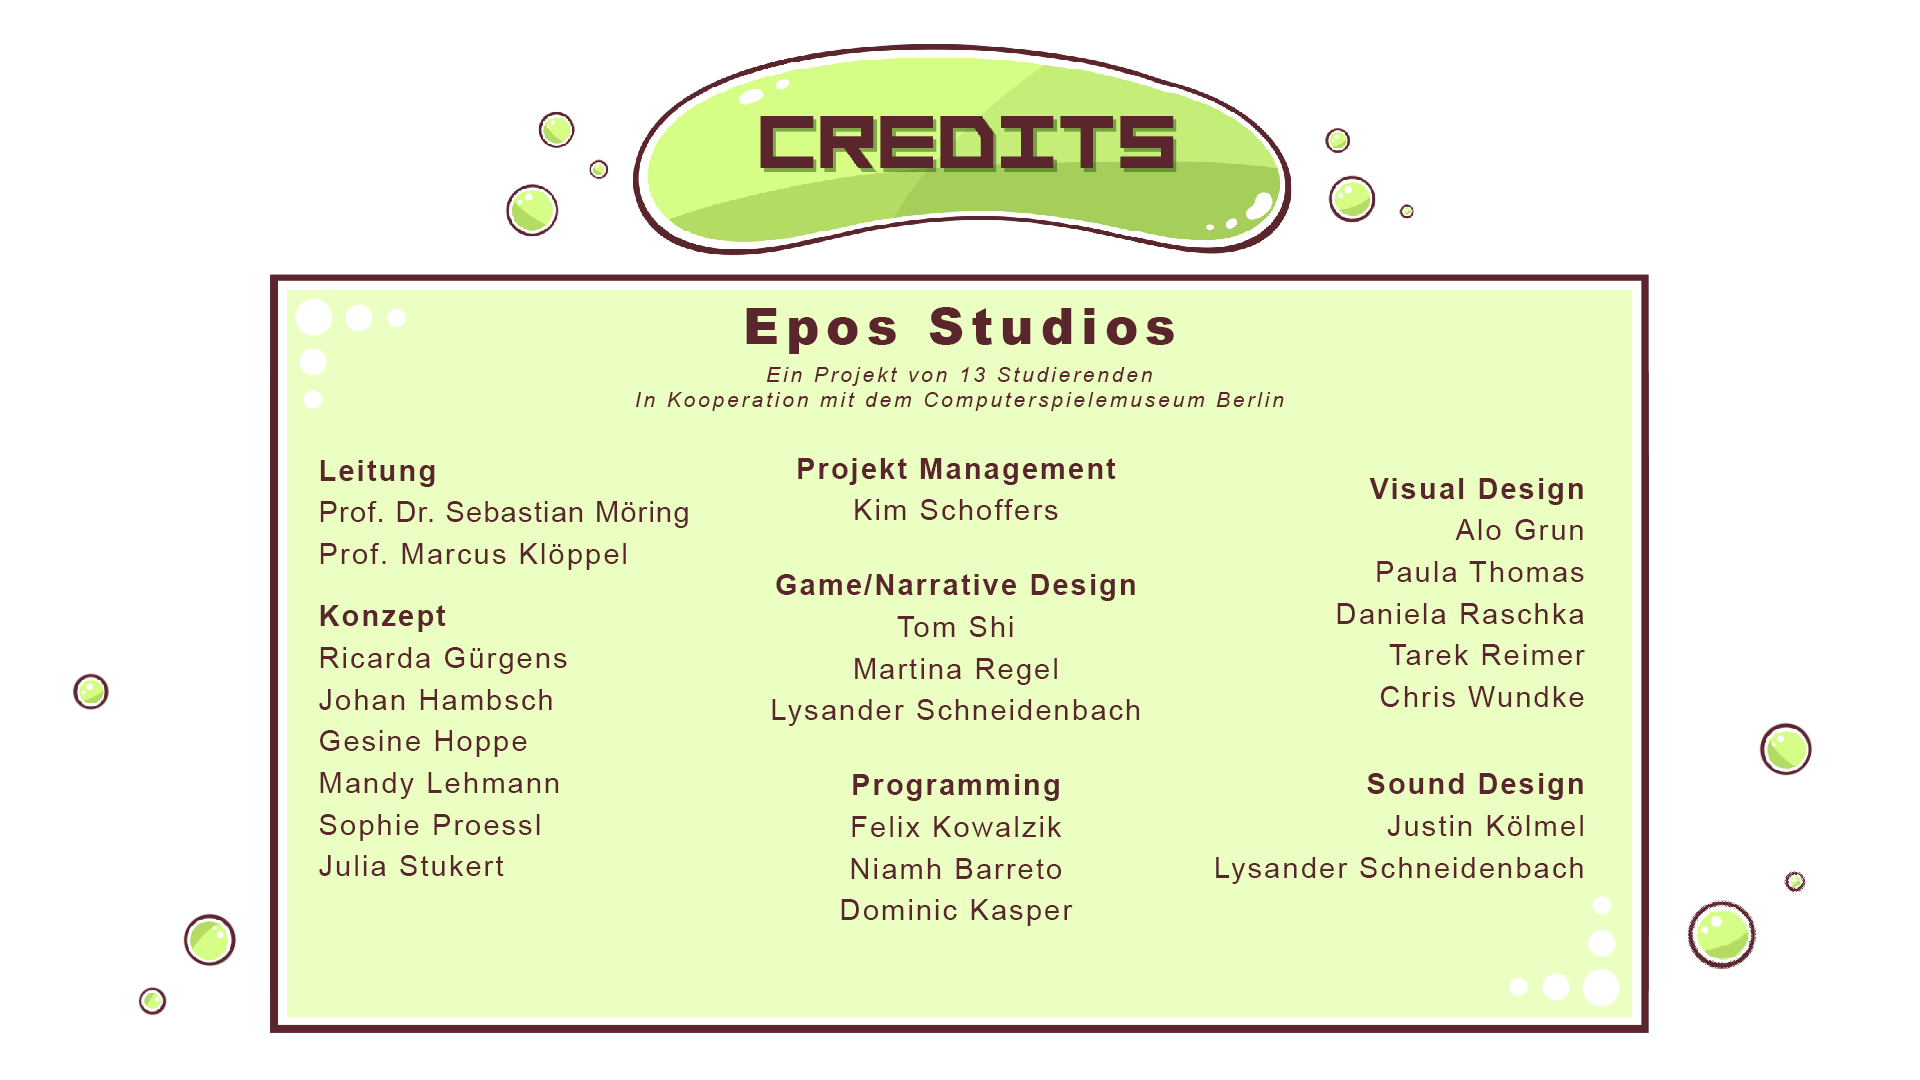 CREDITS
Epos Studios
Ein Projekt von 13 Studierenden
In Kooperation mit dem Computerspielemuseum Berlin
Leitung
Prof. Dr. Sebastian Möring
Prof. Marcus Klöppel
Konzept
Ricarda Gürgens
Johan Hambsch
Gesine Hoppe
Mandy Lehmann
Sophie Proessl
Julia Stukert
Projekt Management
Kim Schoffers
Game/Narrative Design
Tom Shi
Martina Regel
Lysander Schneidenbach
Programming
Felix Kowalzik
Niamh Barreto
Dominic Kasper
Visual Design
Alo Grun
Paula Thomas
Daniela Raschka
Tarek Reimer
Chris Wundke
Sound Design
Justin Kölmel
Lysander Schneidenbach